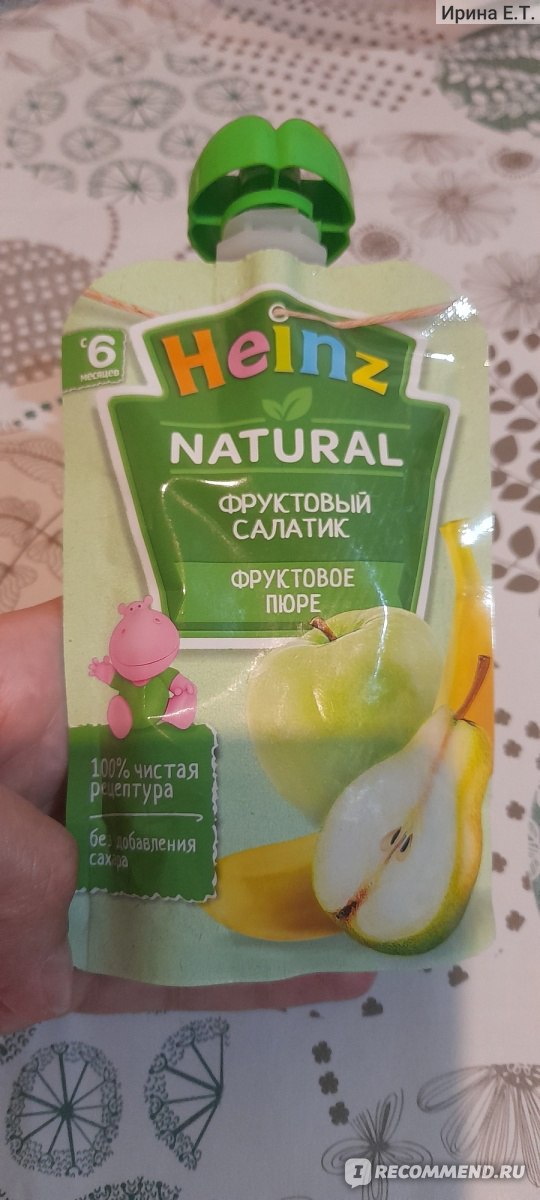 Ирина Е.Т.
с 6
месяцев
Heinz
NATURAL
ФРУКТОВЫЙ
САЛАТИК
ФРУКТОВОЕ
ПЮРЕ
100% чистая
рецептура
без добавления
сахара
IRECOMMEND.RU